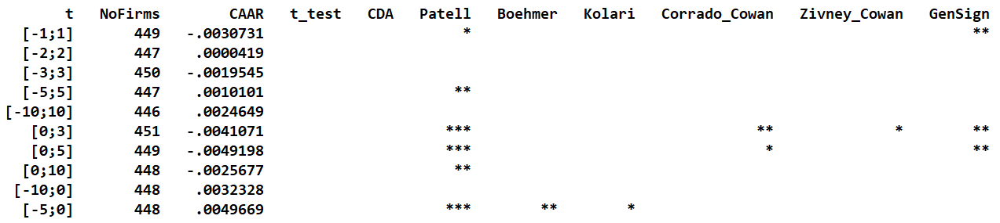 t NoFirms CAAR t_test CDA Patell Boehmer Kolari Corrado_Cowan Zivney_Cowan GenSign
[-1;1] 449 -.0030731 * **
[-2;2] 447 .0000419
[-3;3] 450 -.0019545
[-5;5] 447 .0010101 **
[-10;10] 446 .0024649
[0;3] 451 -.0041071 *** ** * **
[0;5] 449 -.0049198 *** * **
[0;10] 448 -.0025677 **
[-10;0] 448 .0032328
[-5;0] 448 .0049669 *** ** *